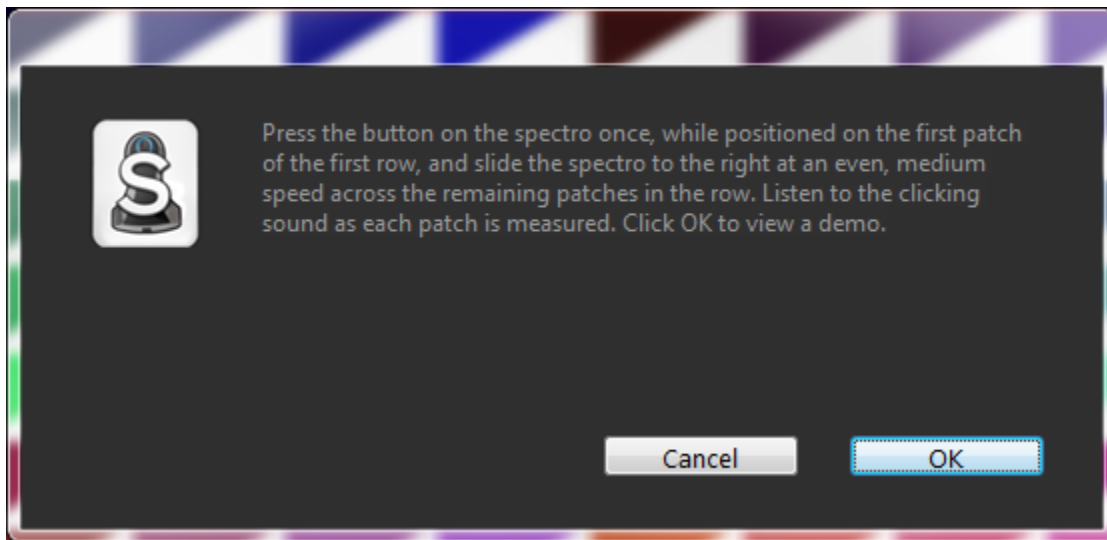 S
Press the button on the spectro once, while positioned on the first patch
of the first row, and slide the spectro to the right at an even, medium
speed across the remaining patches in the row. Listen to the clicking
sound as each patch is measured. Click OK to view a demo.
Cancel
OK